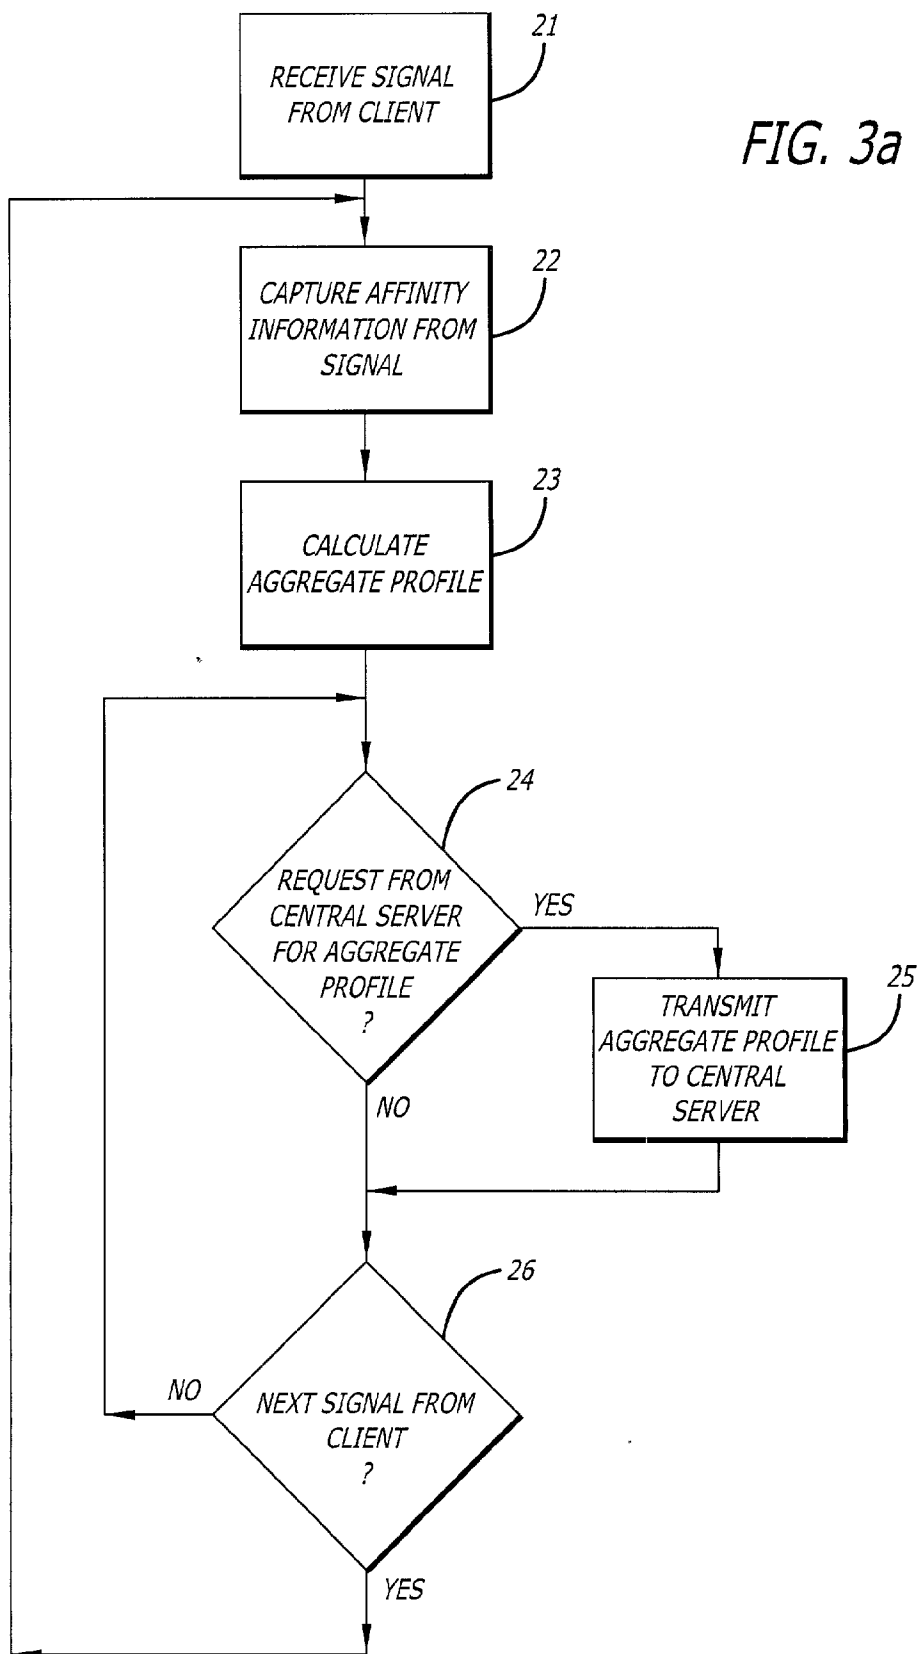 21
RECEIVE SIGNAL
FROM CLIENT
FIG. 3a
22
CAPTURE AFFINITY
INFORMATION FROM
SIGNAL
23
CALCULATE
AGGREGATE PROFILE
24
REQUEST FROM
CENTRAL SERVER
FOR AGGREGATE
PROFILE
?
YES
25
TRANSMIT
AGGREGATE PROFILE
TO CENTRAL
SERVER
NO
26
NEXT SIGNAL FROM
CLIENT
?
NO
YES